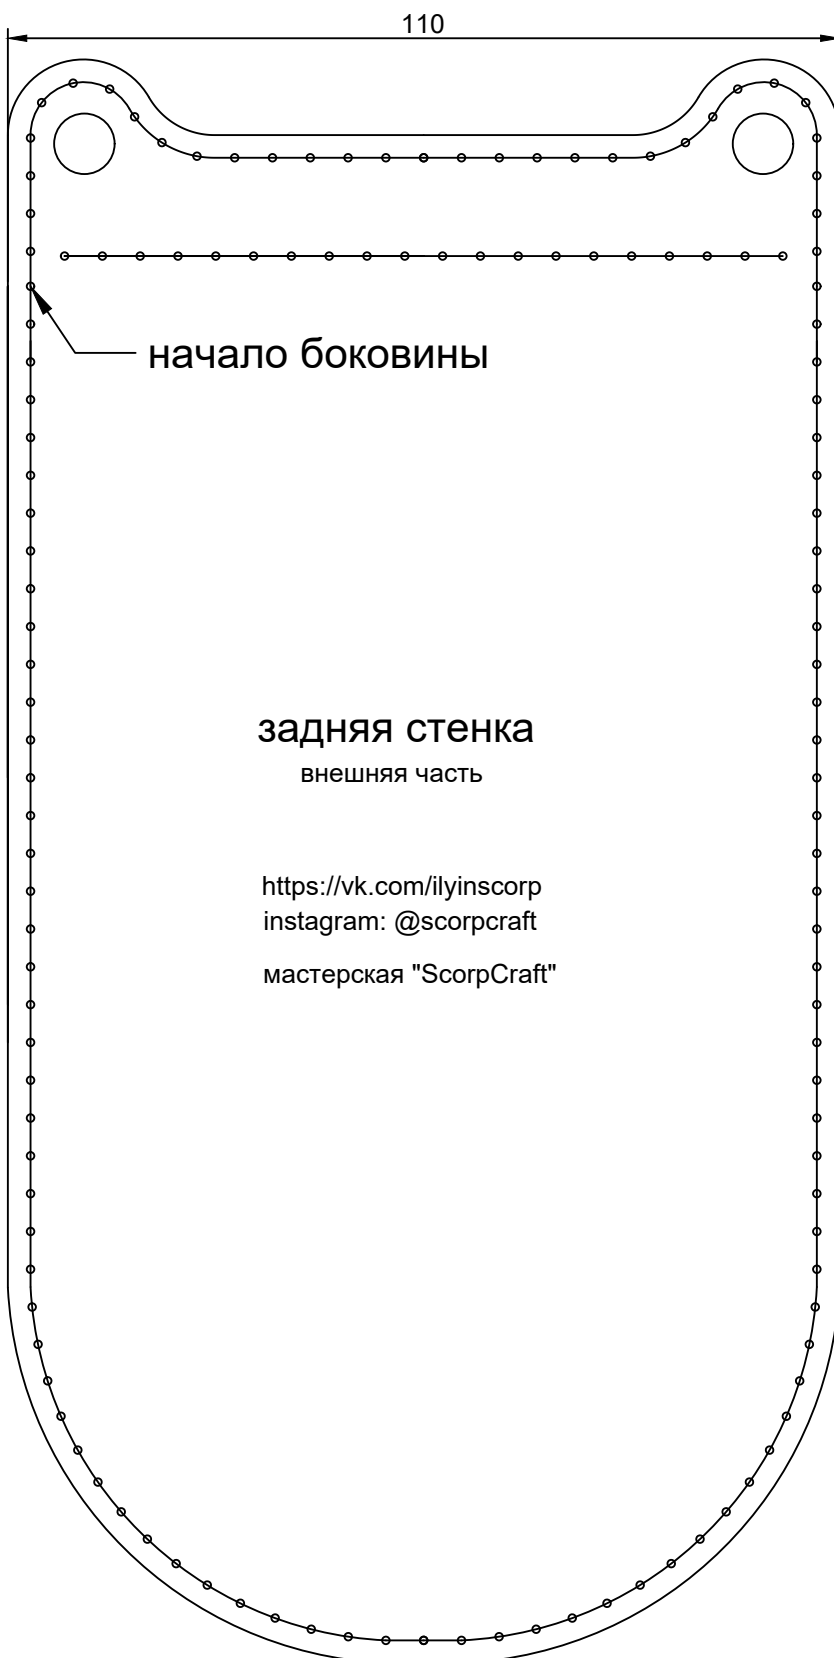 110
начало боковины
задняя стенка
внешняя часть
https://vk.com/ilyinscorp
instagram: @scorpcraft
мастерская "ScorpCraft"